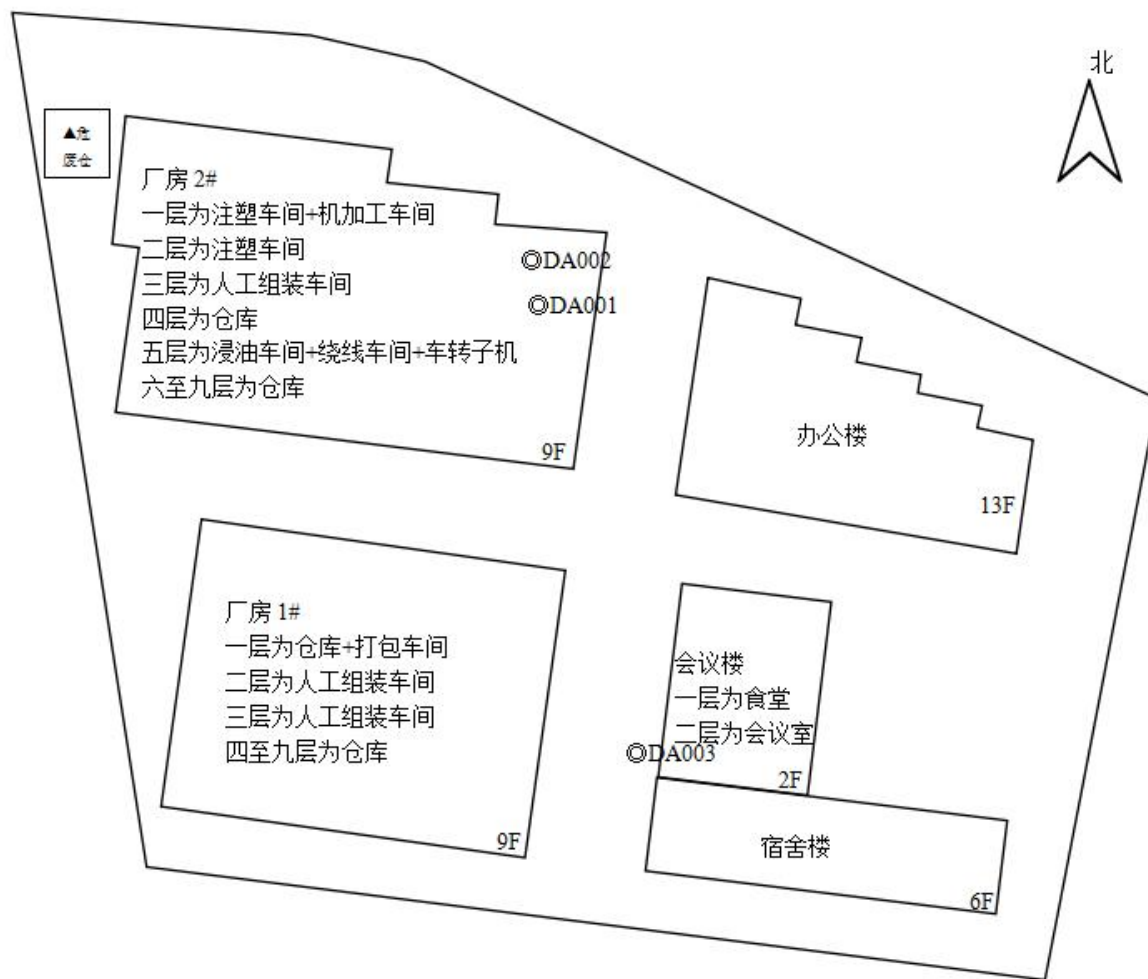 北
▲危
废仓
厂房 2#
一层为注塑车间+机加工车间
二层为注塑车间
三层为人工组装车间
四层为仓库
五层为浸油车间+绕线车间+车转子机
六至九层为仓库
9F
◎DA002
◎DA001
办公楼
13F
厂房 1#
一层为仓库+打包车间
二层为人工组装车间
三层为人工组装车间
四至九层为仓库
9F
会议楼
一层为食堂
二层为会议室
◎DA003
2F
宿舍楼
6F